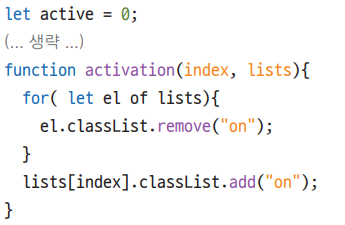 let active = 0;
(... 생략 ...)
function activation(index, lists){
  for( let el of lists){
    el.classList.remove("on");
  }
  lists[index].classList.add("on");
}